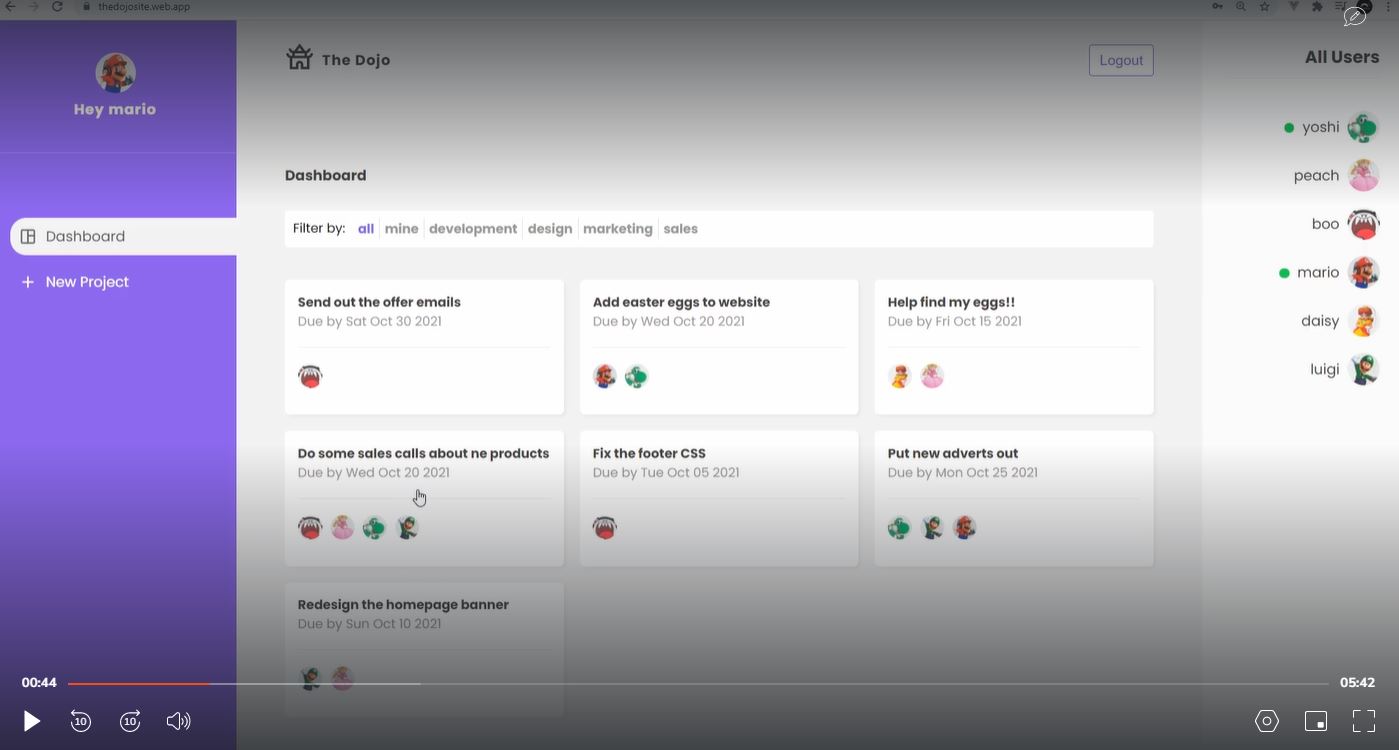 thedojosite.web.app
The Dojo
Logout
All Users
Hey mario
Dashboard
New Project
Dashboard
Filter by: all mine development design marketing sales
Send out the offer emails
Due by Sat Oct 30 2021
Add easter eggs to website
Due by Wed Oct 20 2021
Help find my eggs!!
Due by Fri Oct 15 2021
Do some sales calls about ne products
Due by Wed Oct 20 2021
Fix the footer CSS
Due by Tue Oct 05 2021
Put new adverts out
Due by Mon Oct 25 2021
Redesign the homepage banner
Due by Sun Oct 10 2021
yoshi
peach
boo
mario
daisy
luigi
00:44
05:42
10
10